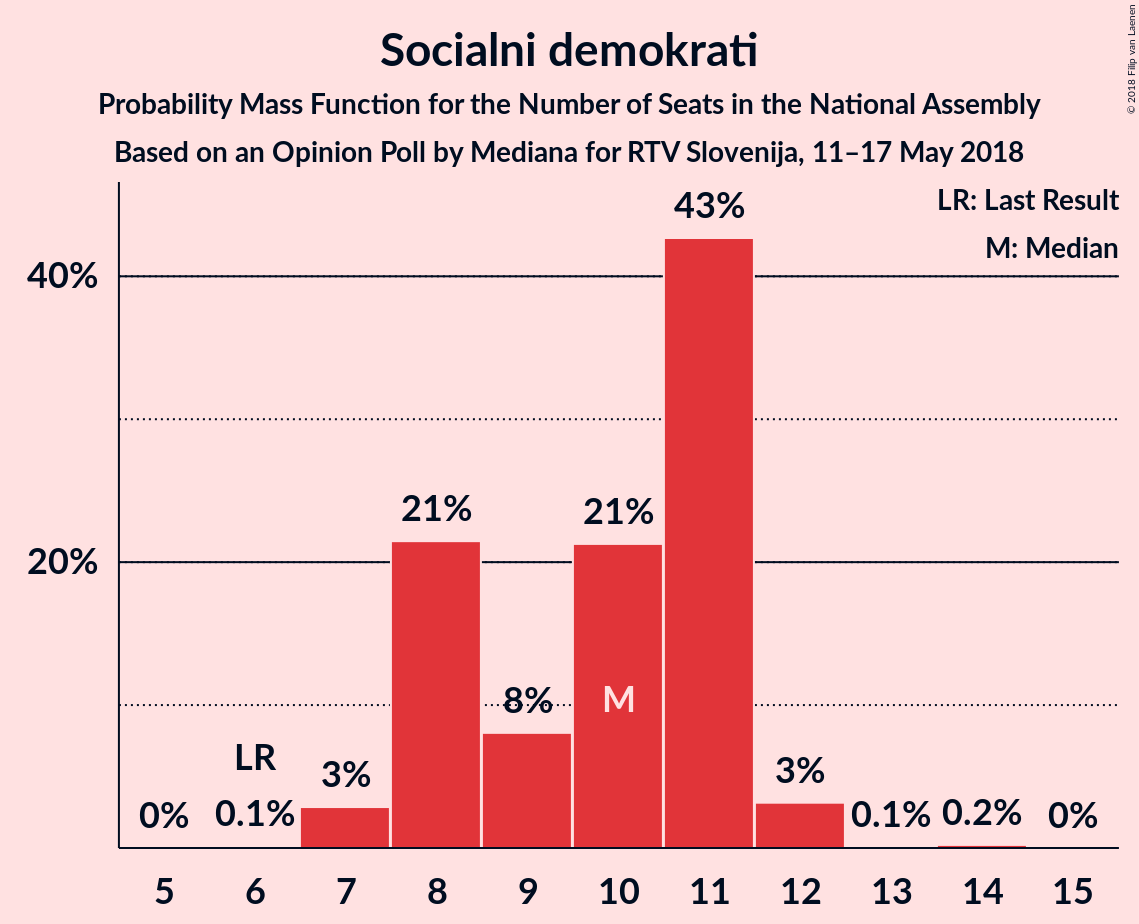 Socialni demokrati
Probability Mass Function for the Number of Seats in the National Assembly
Based on an Opinion Poll by Mediana for RTV Slovenija, 11–17 May 2018
© 2018 Filip van Laenen
LR: Last Result
M: Median
43%
40%
21%
21%
20%
8%
M
LR
3%
3%
0%
0.1%
0.1%
0.2%
0%
5 6 7 8 9 10 11 12 13 14 15